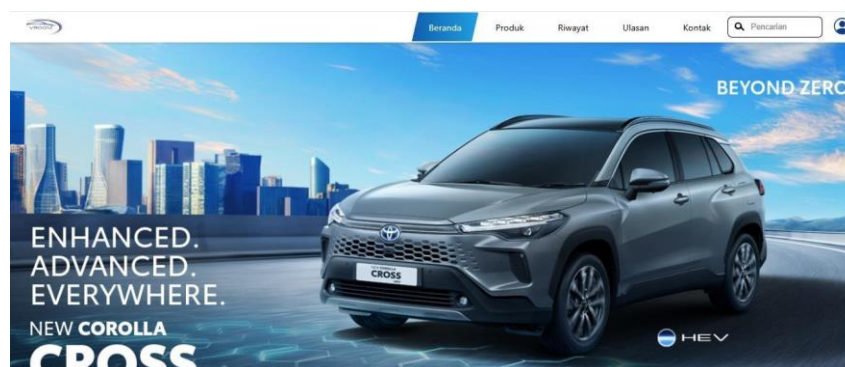 Beranda Produk Riwayat Ulasan Kontak Pencarian
BEYOND ZERO
ENHANCED.
ADVANCED.
EVERYWHERE.
NEW COROLLA
CROSS
CROSS
HEV